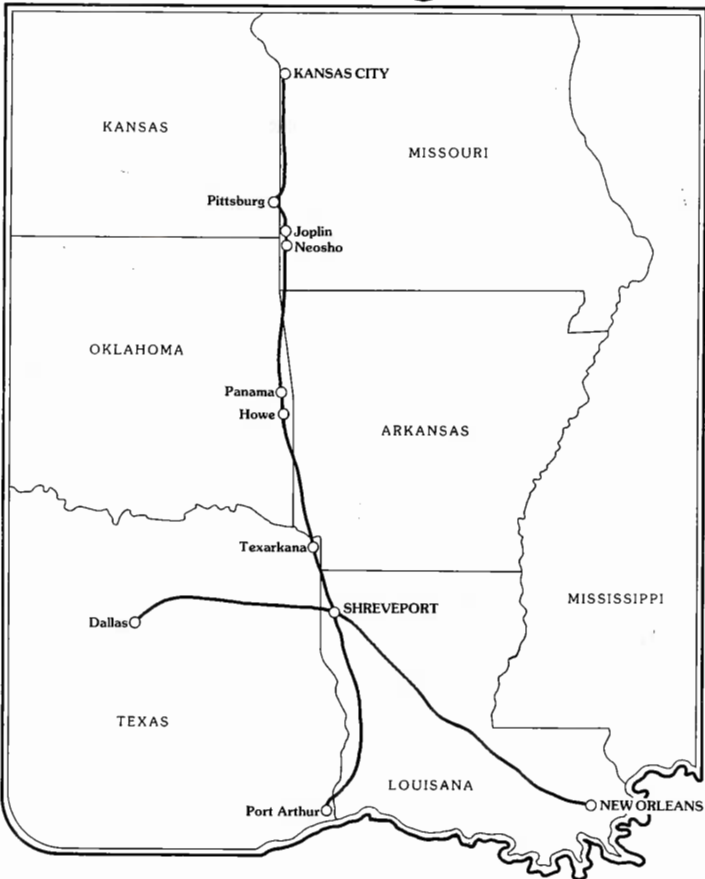 KANSAS CITY
KANSAS
MISSOURI
Pittsburg
Joplin
Neosho
OKLAHOMA
Panama
Howe
ARKANSAS
Texarkana
SHREVEPORT
MISSISSIPPI
Dallas
TEXAS
LOUISANA
Port Arthur
NEW ORLEANS